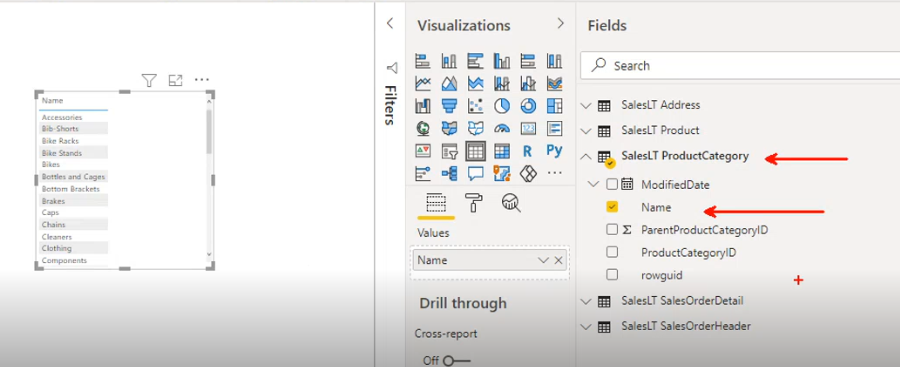 Name
Accessories
Bib-Shorts
Bike Racks
Bike Stands
Bikes
Bottles and Cages
Bottom Brackets
Brakes
Caps
Chains
Cleaners
Clothing
Components
Filters
Visualizations
R
Py
Values
Name
Drill through
Cross-report
Off
Fields
Search
SalesLT Address
SalesLT Product
SalesLT ProductCategory
ModifiedDate
Name
ParentProductCategoryID
ProductCategoryID
rowguid
SalesLT SalesOrderDetail
SalesLT SalesOrderHeader